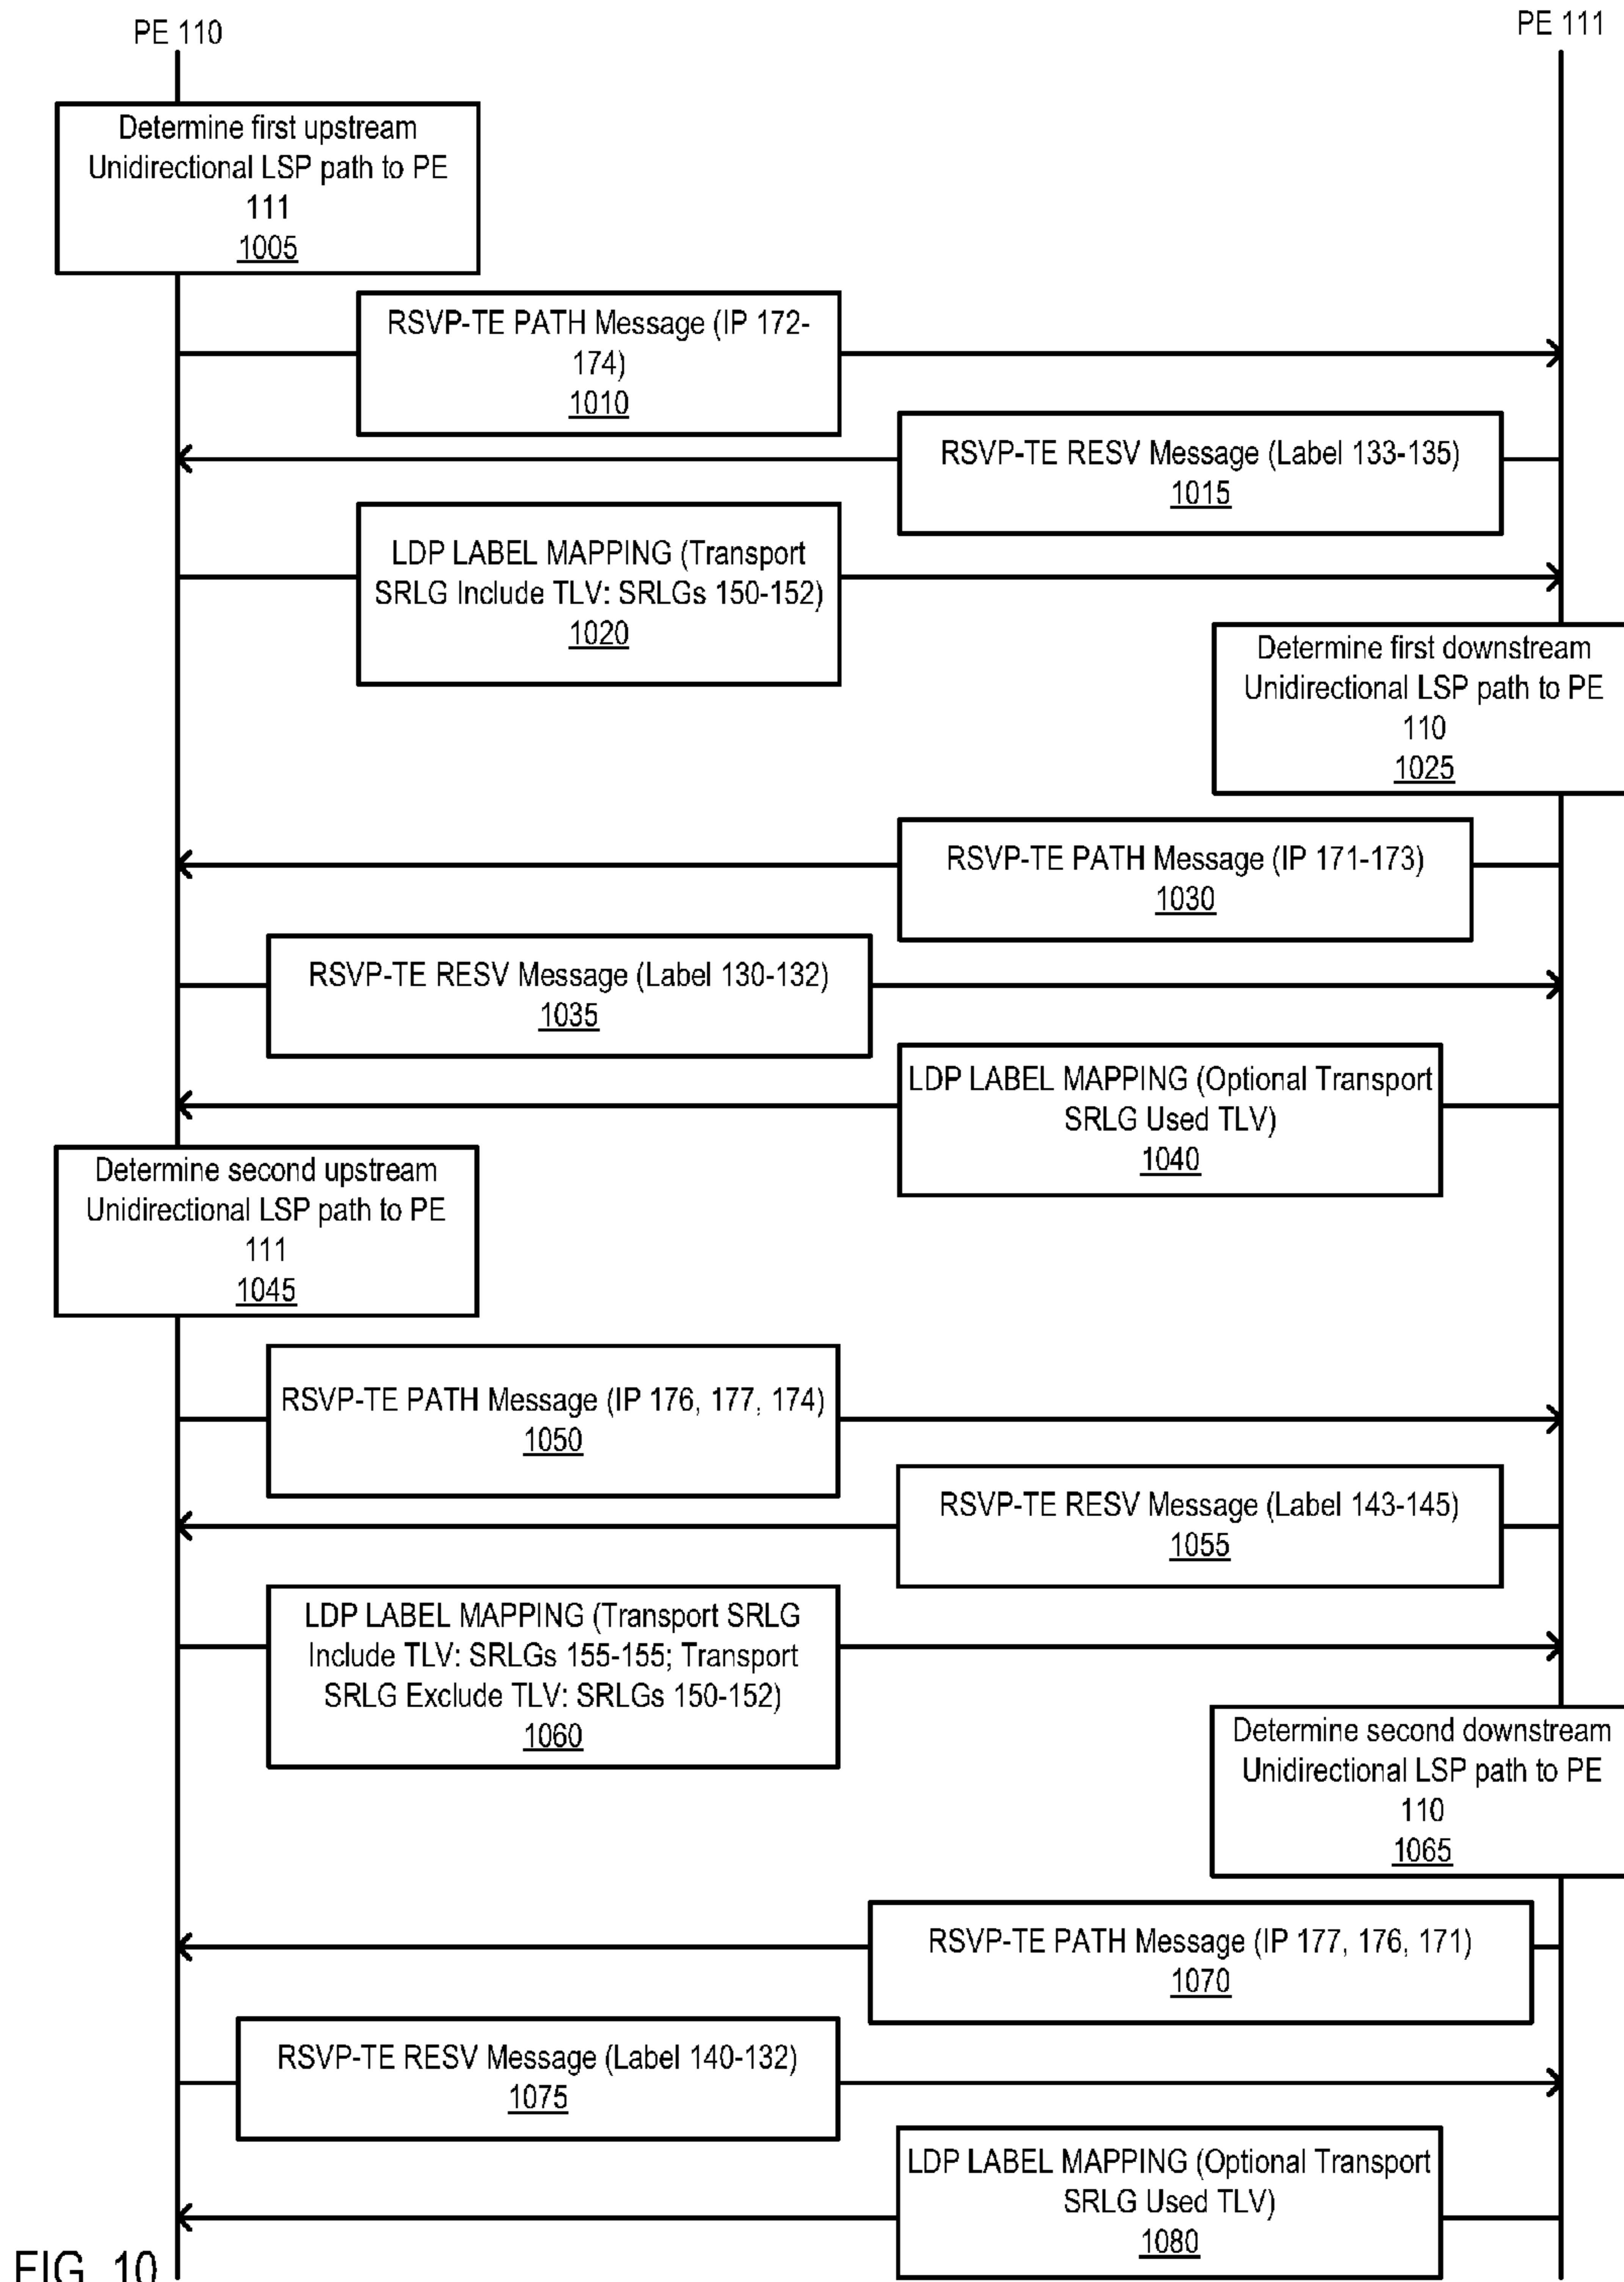 PE 110
PE 111
Determine first upstream
Unidirectional LSP path to PE
111
1005
RSVP-TE PATH Message (IP 172-
174)
1010
RSVP-TE RESV Message (Label 133-135)
1015
LDP LABEL MAPPING (Transport
SRLG Include TLV: SRLGs 150-152)
1020
Determine first downstream
Unidirectional LSP path to PE
110
1025
RSVP-TE PATH Message (IP 171-173)
1030
RSVP-TE RESV Message (Label 130-132)
1035
LDP LABEL MAPPING (Optional Transport
SRLG Used TLV)
1040
Determine second upstream
Unidirectional LSP path to PE
111
1045
RSVP-TE PATH Message (IP 176, 177, 174)
1050
RSVP-TE RESV Message (Label 143-145)
1055
LDP LABEL MAPPING (Transport SRLG
Include TLV: SRLGs 155-155; Transport
SRLG Exclude TLV: SRLGs 150-152)
1060
Determine second downstream
Unidirectional LSP path to PE
110
1065
RSVP-TE PATH Message (IP 177, 176, 171)
1070
RSVP-TE RESV Message (Label 140-132)
1075
LDP LABEL MAPPING (Optional Transport
SRLG Used TLV)
1080
FIG. 10